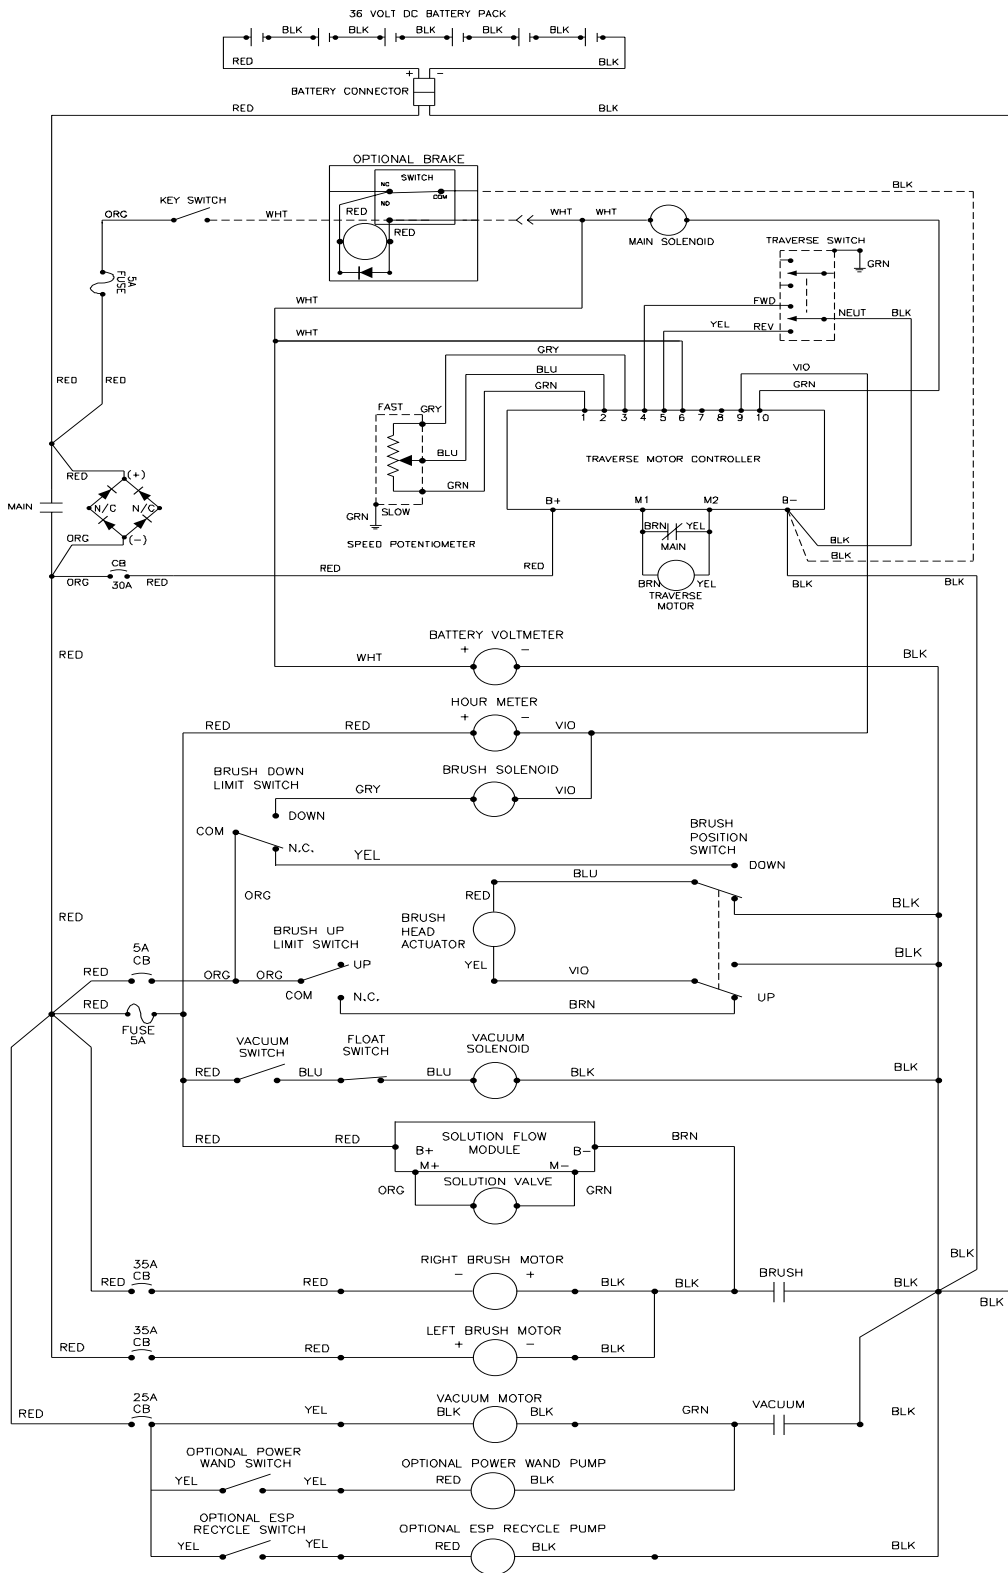 36 VOLT DC BATTERY PACK
BLK BLK BLK BLK BLK
RED BLK
+ −
BATTERY CONNECTOR
RED BLK
OPTIONAL BRAKE
SWITCH
NC
COM
NO
BLK
KEY SWITCH
ORG WHT RED WHT WHT
RED
MAIN SOLENOID
TRAVERSE SWITCH
GRN
5A
FUSE
WHT
FWD
NEUT BLK
WHT
YEL REV
GRY
BLU
GRN
VIO
GRN
RED RED
FAST
GRY
1 2 3 4 5 6 7 8 9 10
BLU
TRAVERSE MOTOR CONTROLLER
RED (+)
GRN
MAIN
N/C N/C
B+ M1 M2 B−
SLOW
GRN
ORG (−)
SPEED POTENTIOMETER
BRN YEL
MAIN
BLK
BLK
CB
ORG 30A RED
RED RED
BRN YEL
TRAVERSE
MOTOR
BLK BLK
BATTERY VOLTMETER
RED
WHT + − BLK
HOUR METER
+ −
RED RED VIO
BRUSH DOWN
LIMIT SWITCH
BRUSH SOLENOID
GRY VIO
DOWN
COM
N.C.
YEL
BRUSH
POSITION
SWITCH
DOWN
BLU
ORG
RED
BLK
RED
BRUSH
HEAD
ACTUATOR
BRUSH UP
LIMIT SWITCH
5A
CB
UP
YEL
BLK
RED ORG ORG
VIO
COM N.C.
UP
RED
BRN
FUSE
5A
VACUUM
SWITCH
FLOAT
SWITCH
VACUUM
SOLENOID
RED BLU BLU BLK
SOLUTION FLOW
MODULE
RED RED B+ B− BRN
M+ M−
SOLUTION VALVE
ORG GRN
BLK
RIGHT BRUSH MOTOR
35A
CB
− +
BRUSH
RED RED BLK BLK BLK
BLK
LEFT BRUSH MOTOR
35A
CB
+ −
RED RED BLK
VACUUM MOTOR
25A
CB
RED YEL BLK BLK GRN VACUUM BLK
OPTIONAL POWER
WAND SWITCH
OPTIONAL POWER WAND PUMP
YEL YEL RED BLK
OPTIONAL ESP
RECYCLE SWITCH
OPTIONAL ESP RECYCLE PUMP
YEL YEL RED BLK BLK